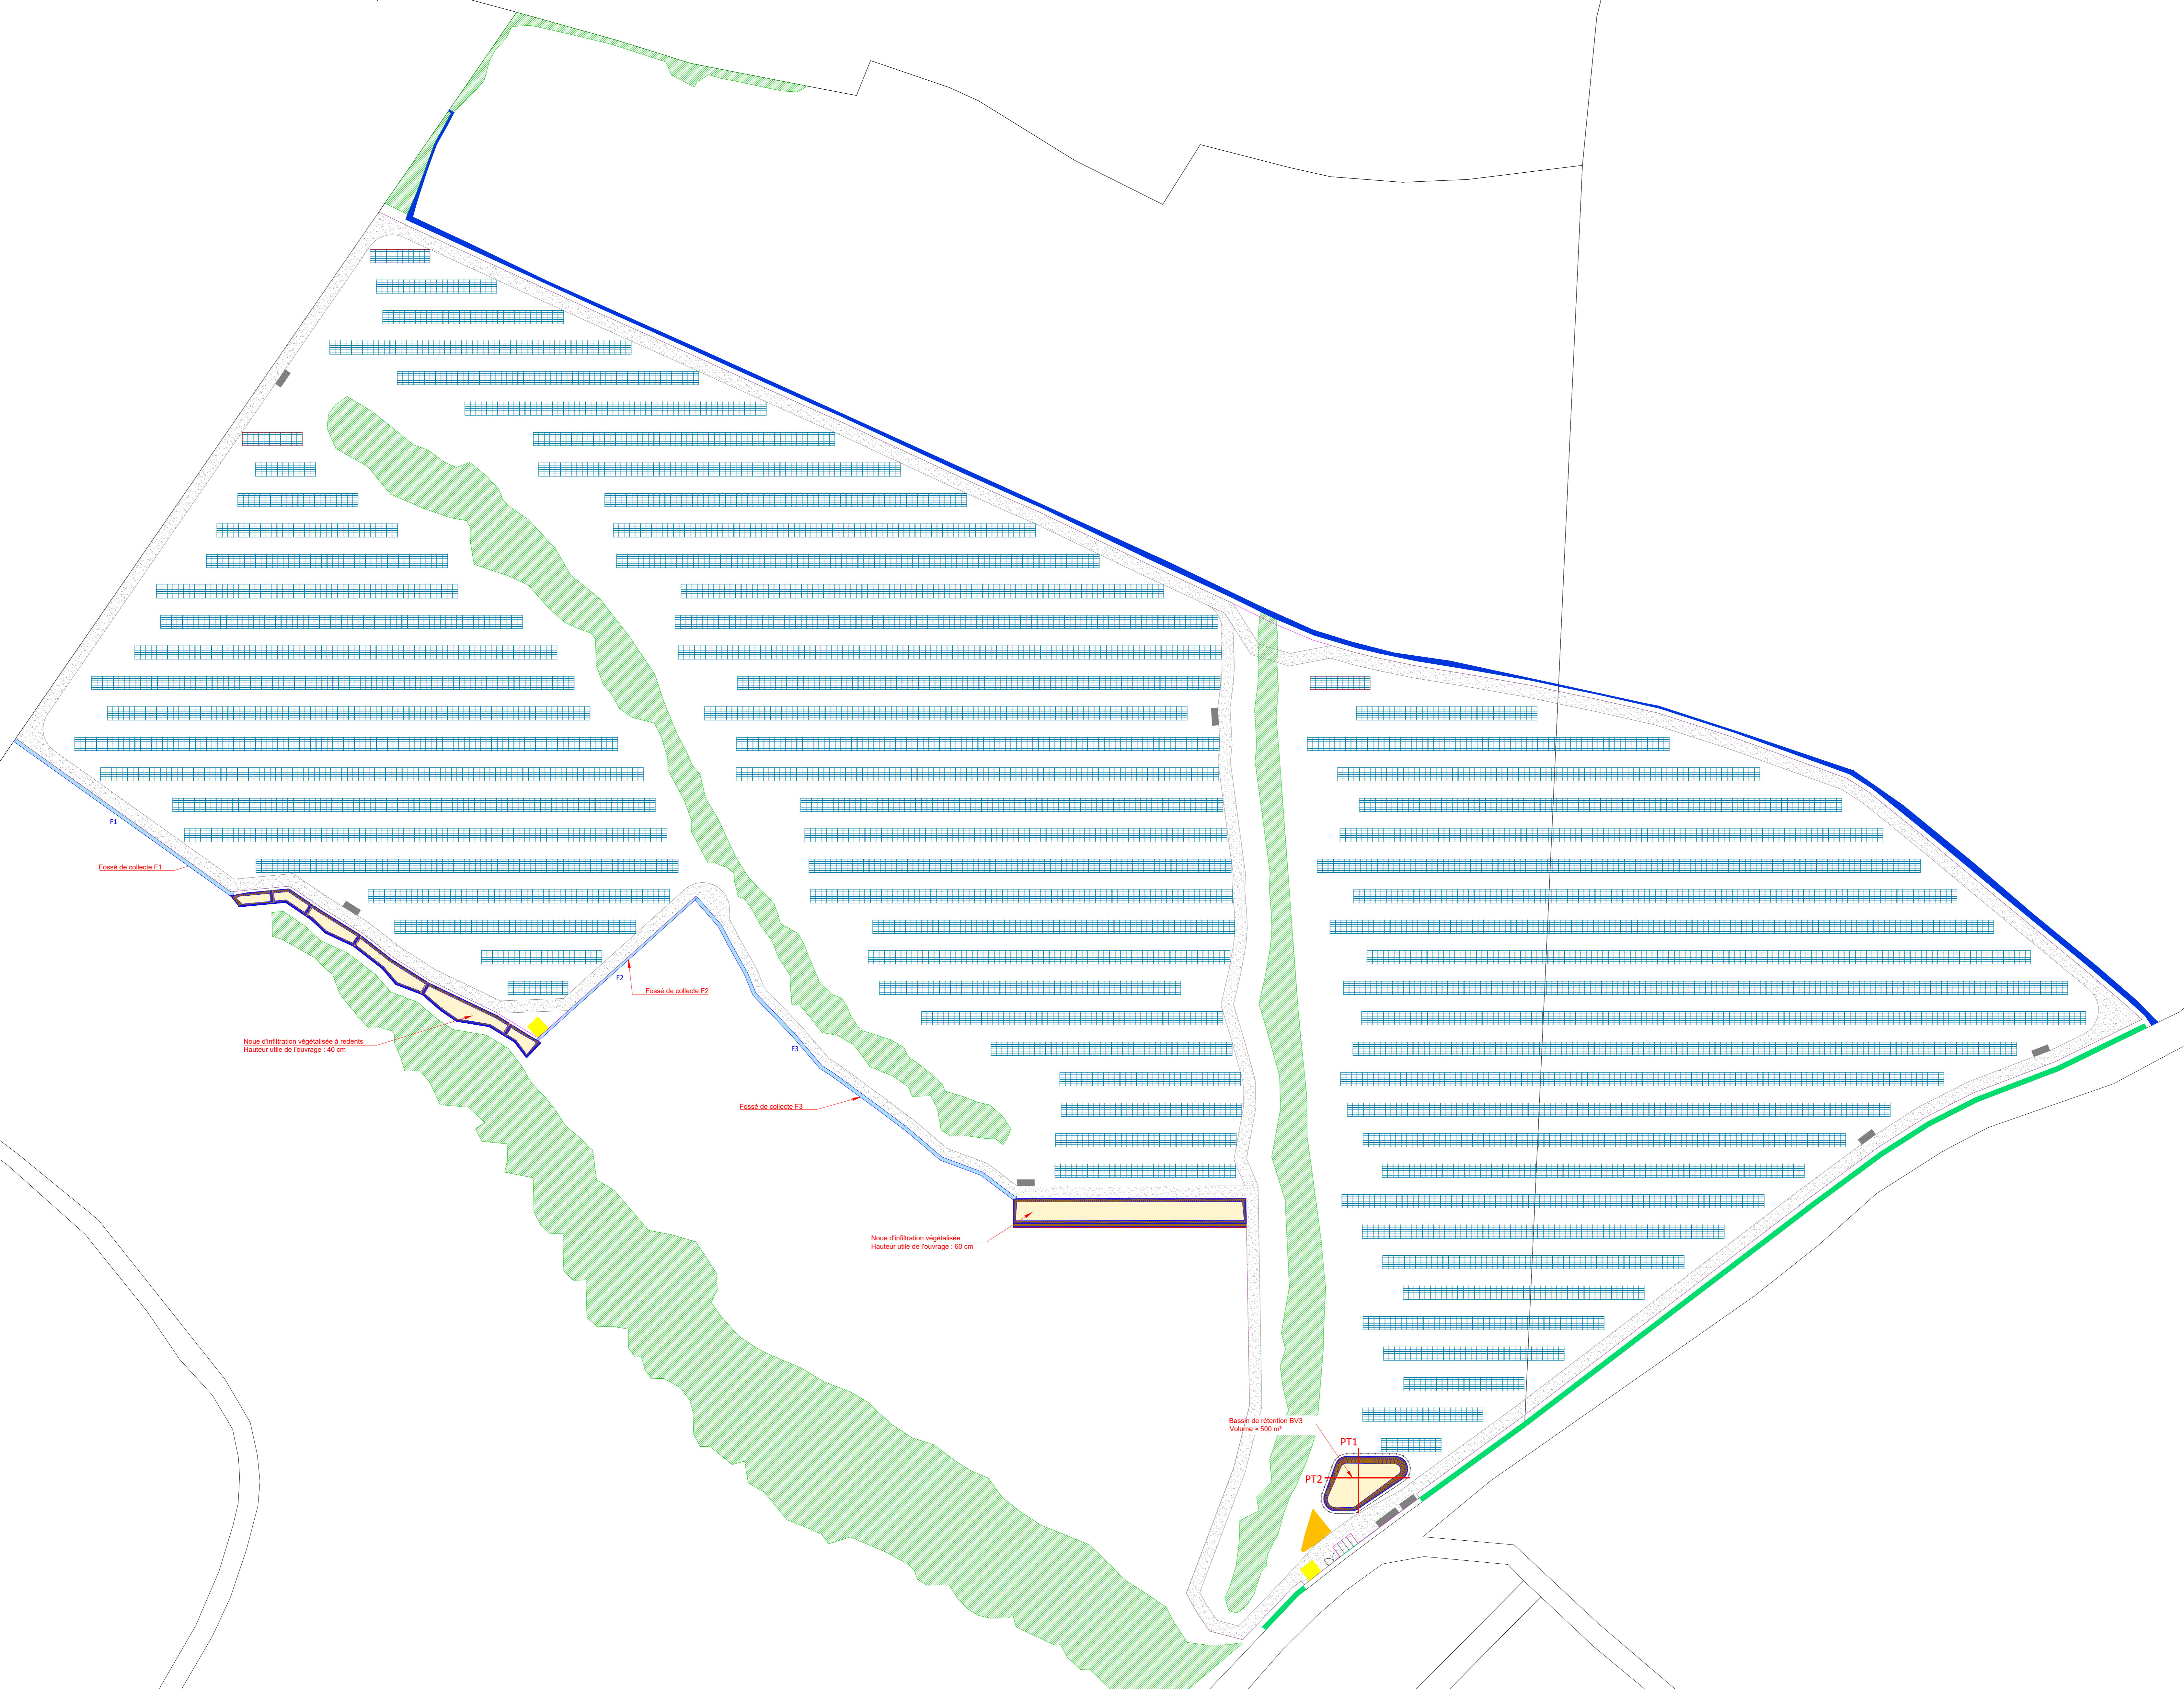 F1
Fossé de collecte F1
F2
Fossé de collecte F2
Noue d'infiltration végétalisée à redents
Hauteur utile de l'ouvrage : 40 cm
F3
Fossé de collecte F3
Noue d'infiltration végétalisée
Hauteur utile de l'ouvrage : 60 cm
Bassin de rétention BV3
Volume = 500 m³
PT1
PT2